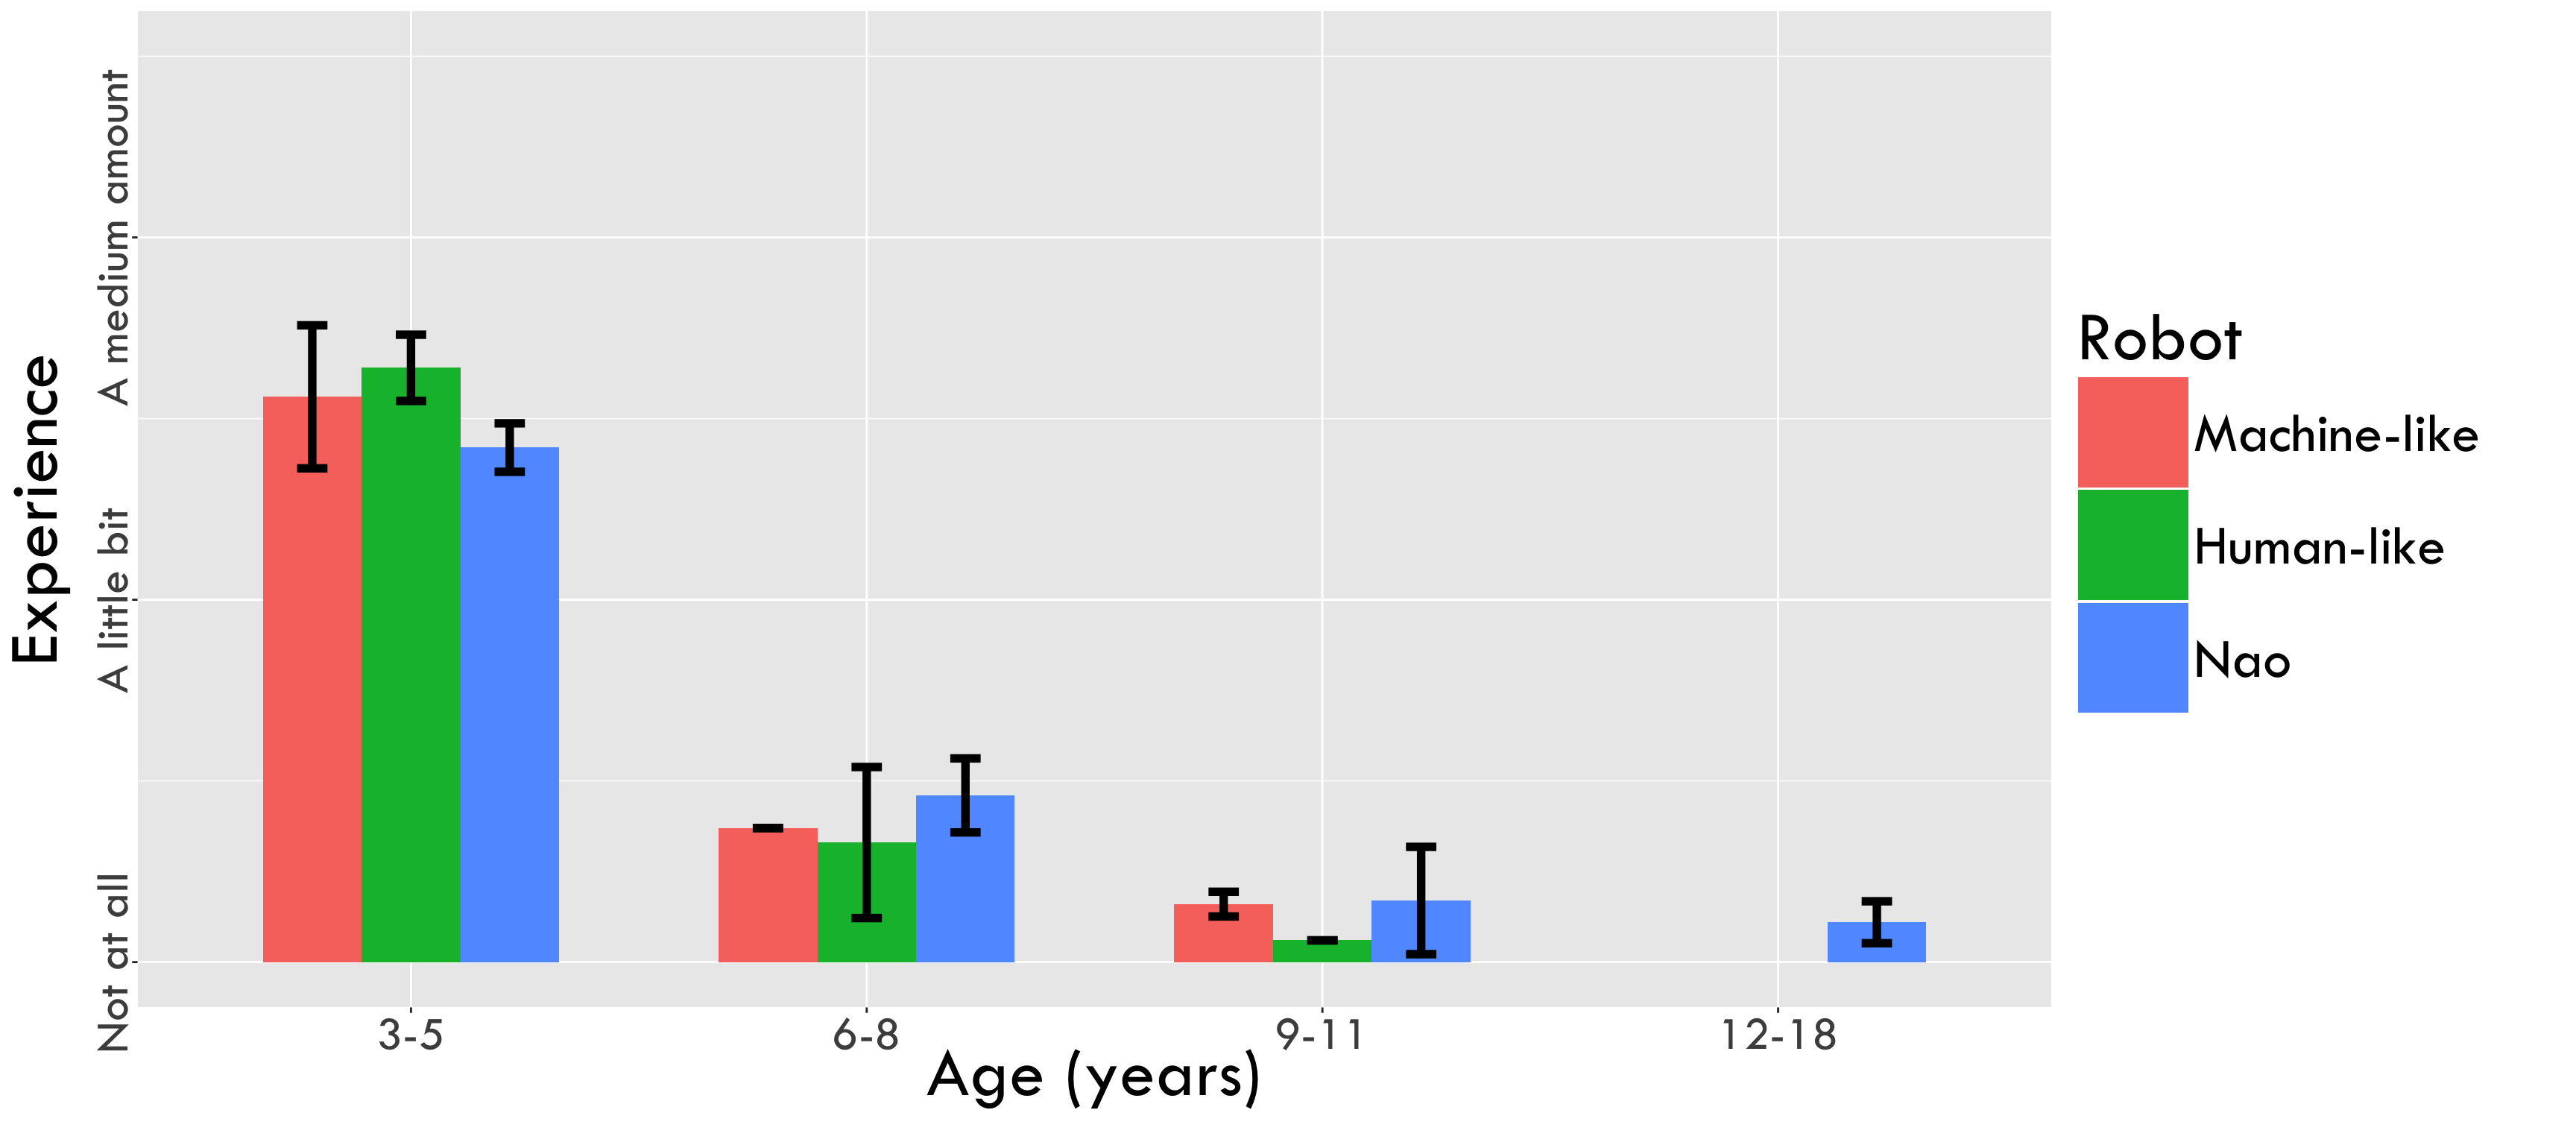 Experience
A medium amount
A little bit
Not at all
3-5
6-8
9-11
12-18
Age (years)
Robot
Machine-like
Human-like
Nao